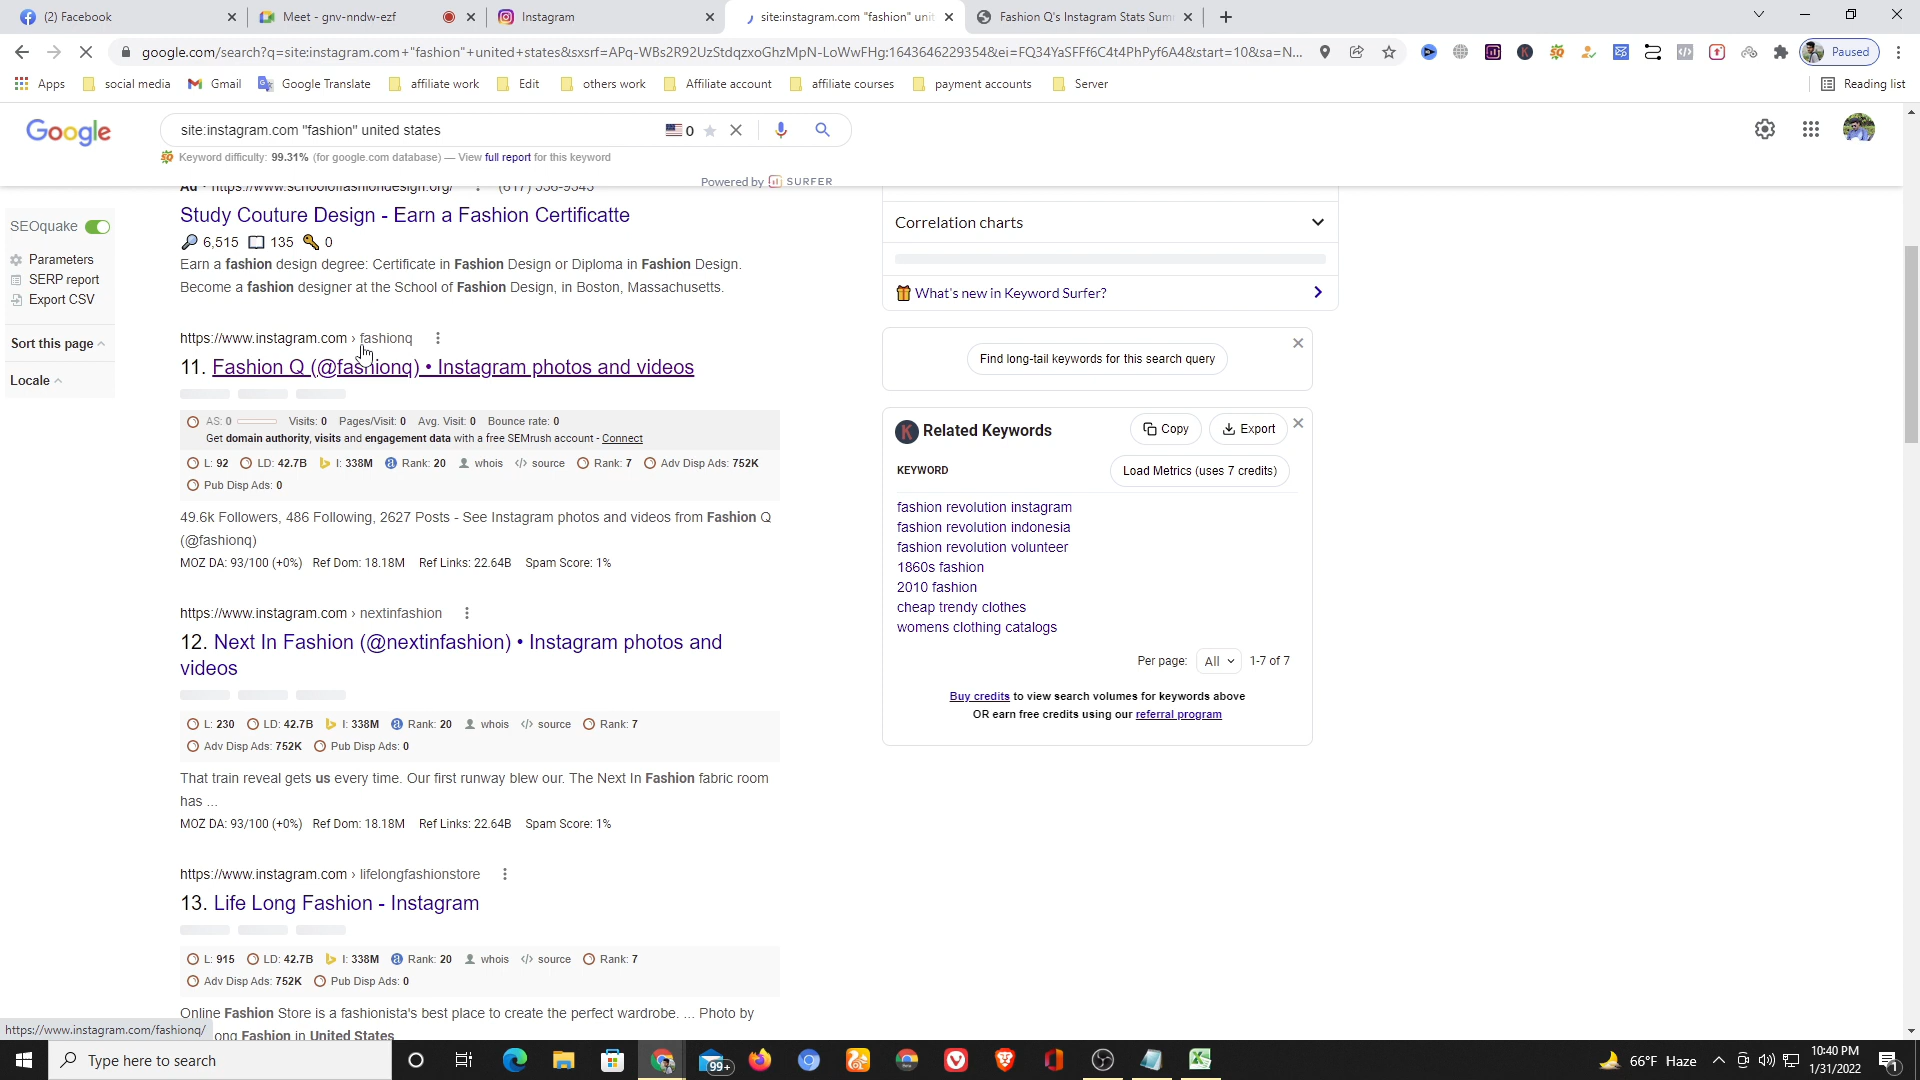 (2) Facebook
Meet - gnv-nndw-ezf
Instagram
site:instagram.com "fashion" unit
Fashion Q's Instagram Stats Sum
google.com/search?q=site:instagram.com+"fashion"+united+states&sxsrf=APq-WBs2R92UzStdqzxoGhzMpN-LoWwFHg:1643646229354&ei=FQ34YaSFFf6C4t4PhPyf6A4&start=10&sa=N...
Paused
Apps social media Gmail Google Translate affiliate work Edit others work Affiliate account affiliate courses payment accounts Server Reading list
Google
site:instagram.com "fashion" united states
0
Keyword difficulty: 99.31% (for google.com database) — View full report for this keyword
Powered by SURFER
SEOquake
Parameters
SERP report
Export CSV
Sort this page
Locale
Ad · https://www.schooloffashiondesign.org/ (617) 536-9343
Study Couture Design - Earn a Fashion Certificatte
6,515 135 0
Earn a fashion design degree: Certificate in Fashion Design or Diploma in Fashion Design.
Become a fashion designer at the School of Fashion Design, in Boston, Massachusetts.
https://www.instagram.com › fashionq
11. Fashion Q (@fashionq) • Instagram photos and videos
AS: 0 Visits: 0 Pages/Visit: 0 Avg. Visit: 0 Bounce rate: 0
Get domain authority, visits and engagement data with a free SEMrush account - Connect
L: 92 LD: 42.7B I: 338M Rank: 20 whois source Rank: 7 Adv Disp Ads: 752K
Pub Disp Ads: 0
49.6k Followers, 486 Following, 2627 Posts - See Instagram photos and videos from Fashion Q
(@fashionq)
MOZ DA: 93/100 (+0%) Ref Dom: 18.18M Ref Links: 22.64B Spam Score: 1%
https://www.instagram.com › nextinfashion
12. Next In Fashion (@nextinfashion) • Instagram photos and
videos
L: 230 LD: 42.7B I: 338M Rank: 20 whois source Rank: 7
Adv Disp Ads: 752K Pub Disp Ads: 0
That train reveal gets us every time. Our first runway blew our. The Next In Fashion fabric room
has ...
MOZ DA: 93/100 (+0%) Ref Dom: 18.18M Ref Links: 22.64B Spam Score: 1%
https://www.instagram.com › lifelongfashionstore
13. Life Long Fashion - Instagram
L: 915 LD: 42.7B I: 338M Rank: 20 whois source Rank: 7
Adv Disp Ads: 752K Pub Disp Ads: 0
Online Fashion Store is a fashionista's best place to create the perfect wardrobe. ... Photo by
ong Fashion in United States
https://www.instagram.com/fashionq/
Correlation charts
What's new in Keyword Surfer?
Find long-tail keywords for this search query
Related Keywords
Copy
Export
KEYWORD
Load Metrics (uses 7 credits)
fashion revolution instagram
fashion revolution indonesia
fashion revolution volunteer
1860s fashion
2010 fashion
cheap trendy clothes
womens clothing catalogs
Per page: All 1-7 of 7
Buy credits to view search volumes for keywords above
OR earn free credits using our referral program
Type here to search
99+
66°F Haze
10:40 PM
1/31/2022
1